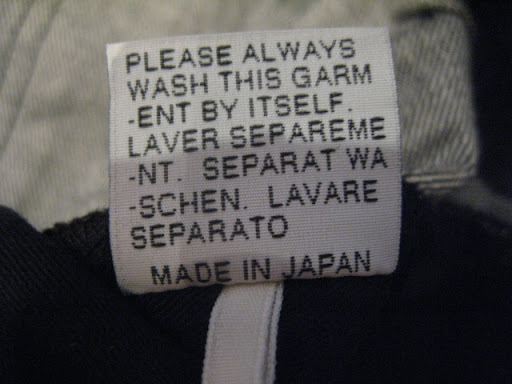 PLEASE ALWAYS
WASH THIS GARM
-ENT BY ITSELF.
LAVER SEPAREME
-NT. SEPARAT WA
-SCHEN. LAVARE
SEPARATO
MADE IN JAPAN